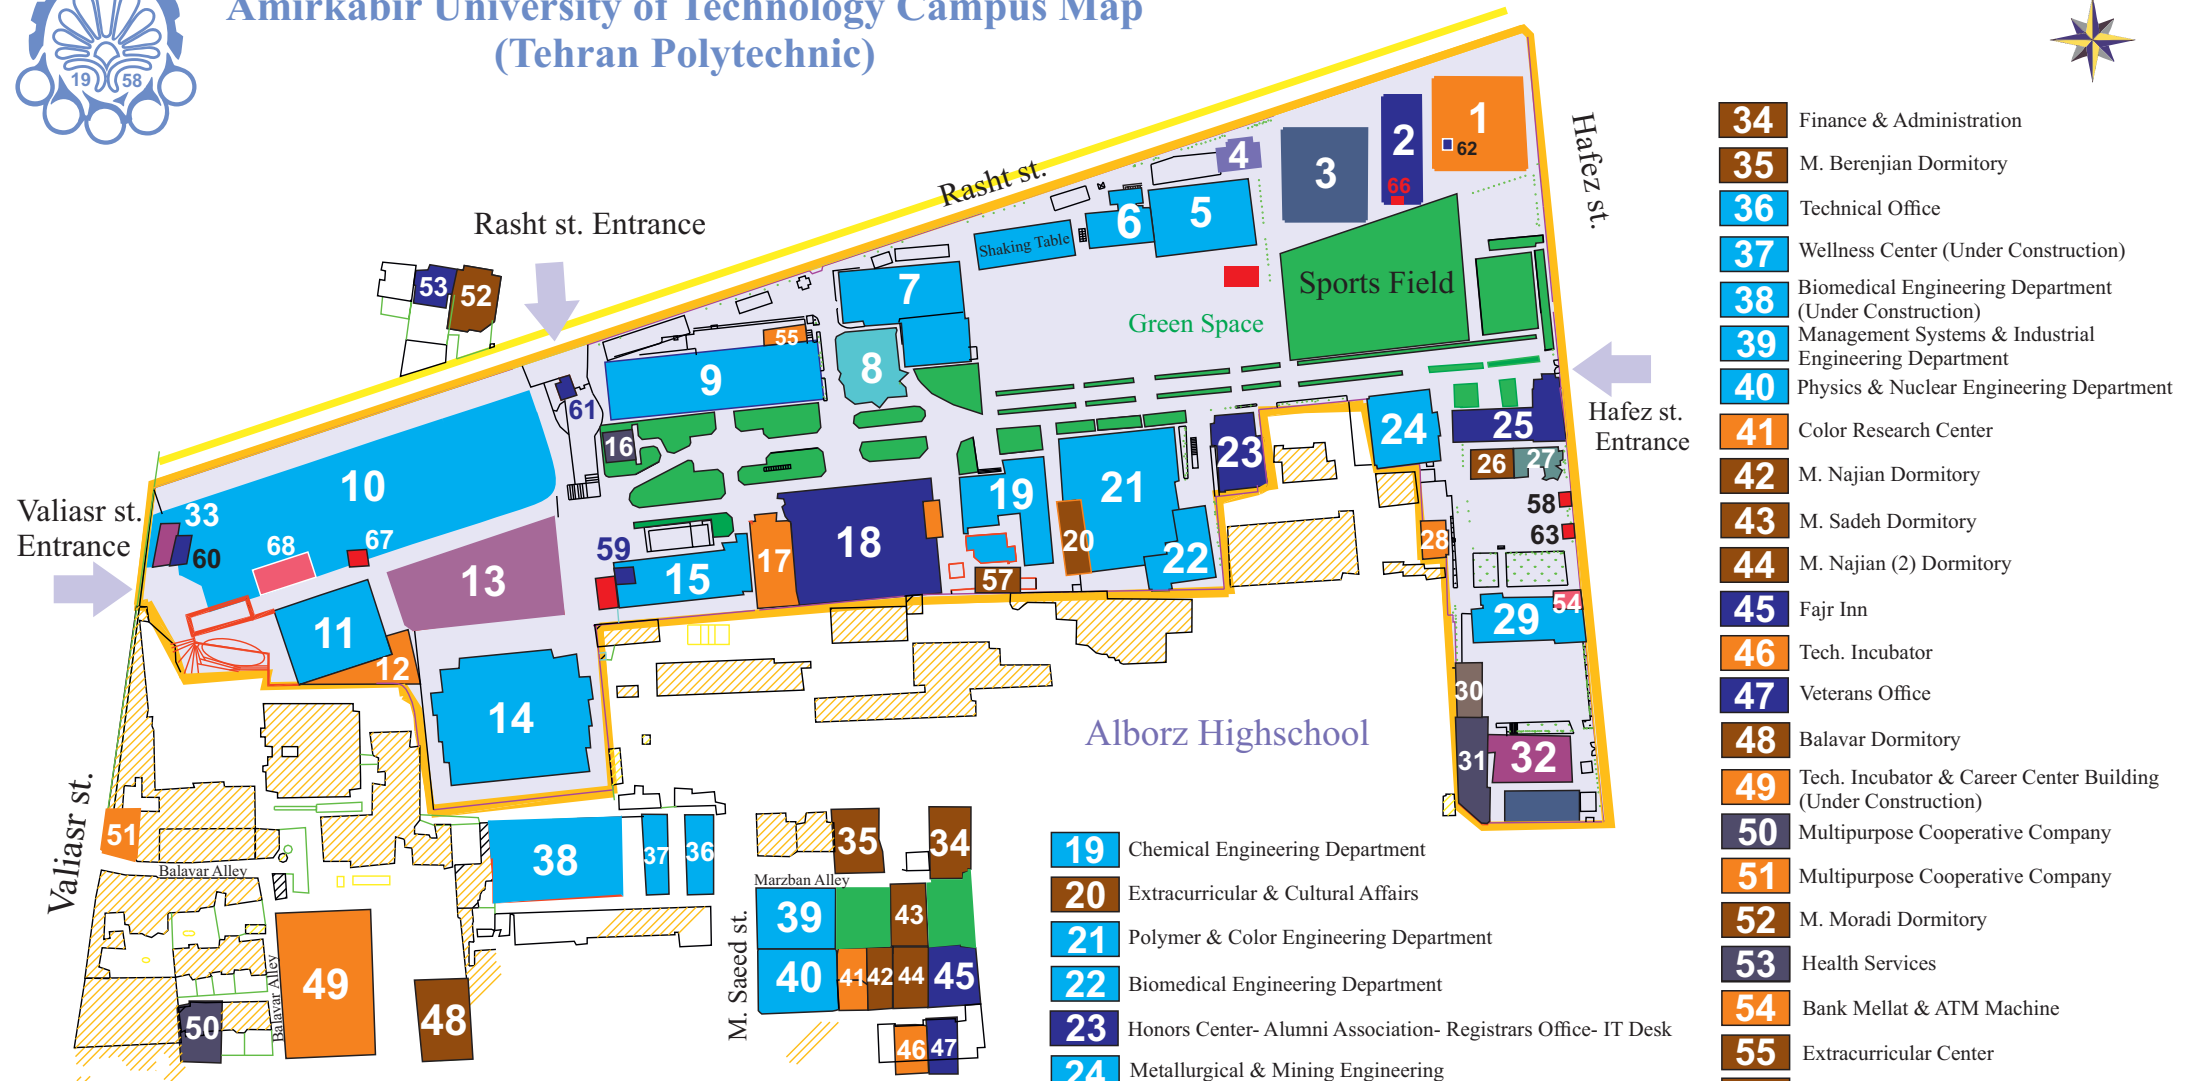 Amirkabir University of Technology Campus Map
(Tehran Polytechnic)
19 58
Rasht st.
Rasht st. Entrance
Hafez st.
Hafez st.
Entrance
Valiasr st.
Entrance
Valiasr st.
Shaking Table
Sports Field
Green Space
Alborz Highschool
Balavar Alley
Balavar Alley
Marzban Alley
M. Saeed st.
1
62
2
66
3
4
5
6
7
8
9
55
53
52
61
16
10
33
60
68
67
13
59
15
17
18
11
12
14
19
57
20
21
22
23
24
25
26
27
58
63
28
29
54
30
31
32
51
38
37
36
35
34
39
43
40
41
42
44
45
46
47
48
49
50
19 Chemical Engineering Department
20 Extracurricular & Cultural Affairs
21 Polymer & Color Engineering Department
22 Biomedical Engineering Department
23 Honors Center- Alumni Association- Registrars Office- IT Desk
24 Metallurgical & Mining Engineering
34 Finance & Administration
35 M. Berenjian Dormitory
36 Technical Office
37 Wellness Center (Under Construction)
38 Biomedical Engineering Department
(Under Construction)
39 Management Systems & Industrial
Engineering Department
40 Physics & Nuclear Engineering Department
41 Color Research Center
42 M. Najian Dormitory
43 M. Sadeh Dormitory
44 M. Najian (2) Dormitory
45 Fajr Inn
46 Tech. Incubator
47 Veterans Office
48 Balavar Dormitory
49 Tech. Incubator & Career Center Building
(Under Construction)
50 Multipurpose Cooperative Company
51 Multipurpose Cooperative Company
52 M. Moradi Dormitory
53 Health Services
54 Bank Mellat & ATM Machine
55 Extracurricular Center